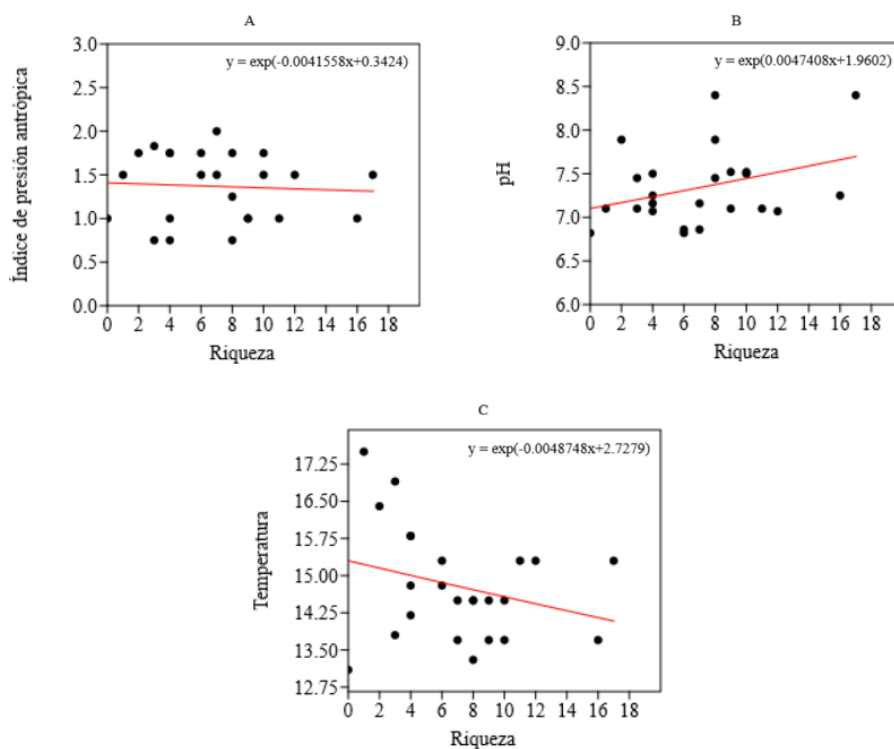 A
y = exp(-0.0041558x+0.3424)
Índice de presión antrópica
3.0
2.5
2.0
1.5
1.0
0.5
0.0
0 2 4 6 8 10 12 14 16 18
Riqueza
B
y = exp(0.0047408x+1.9602)
pH
9.0
8.5
8.0
7.5
7.0
6.5
6.0
0 2 4 6 8 10 12 14 16 18
Riqueza
C
y = exp(-0.0048748x+2.7279)
Temperatura
17.25
16.50
15.75
15.00
14.25
13.50
12.75
0 2 4 6 8 10 12 14 16 18
Riqueza